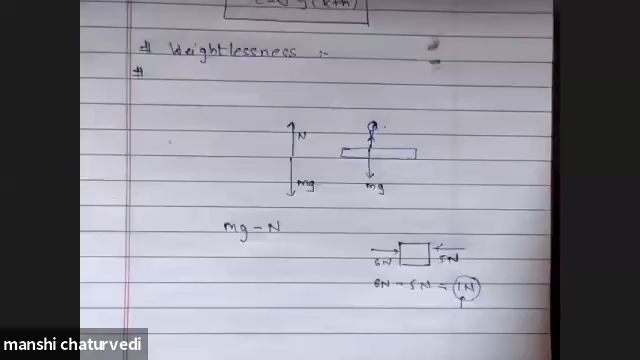 # Weightlessness :-
#
N
mg
mg
mg - N
6N
5N
6N - 5N = 1N
manshi chaturvedi